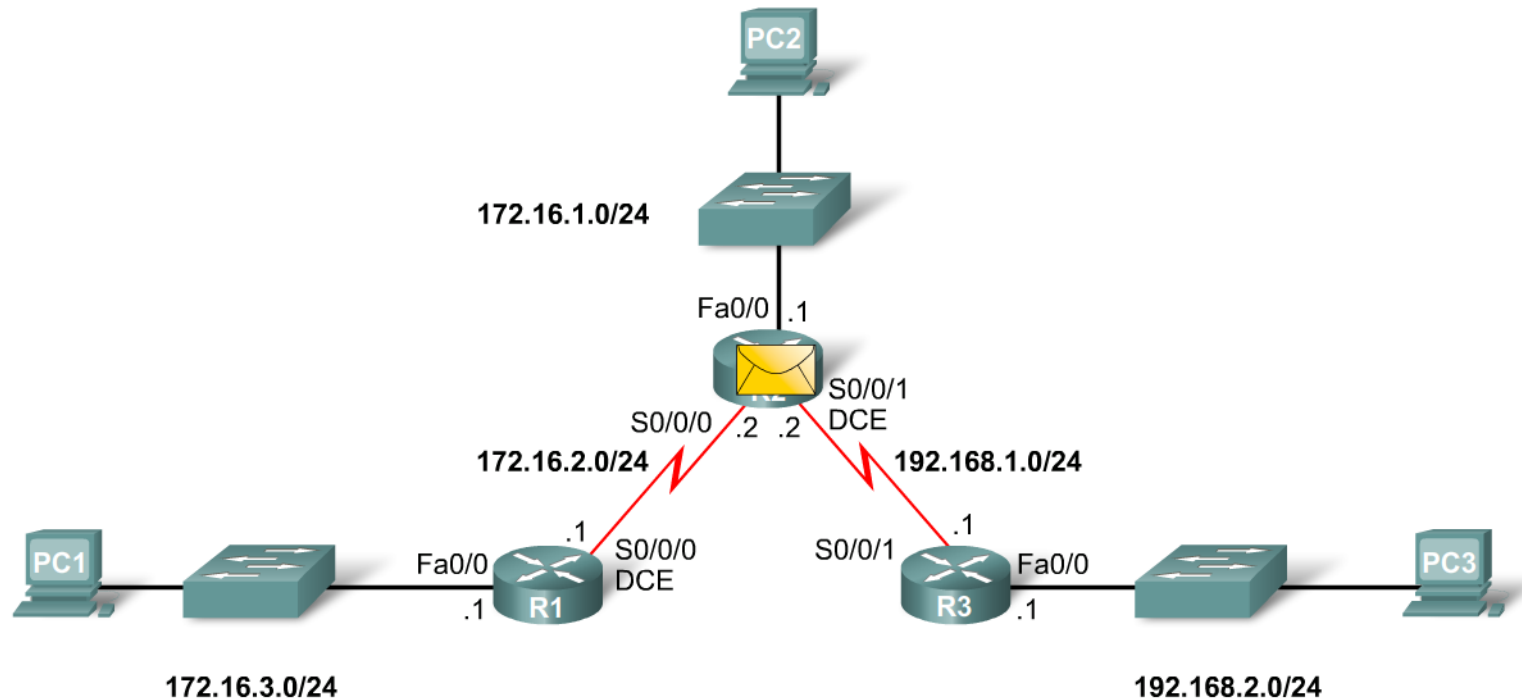 PC2
172.16.1.0/24
Fa0/0
.1
S0/0/1
DCE
S0/0/0
.2
.2
172.16.2.0/24
192.168.1.0/24
PC1
Fa0/0
.1
.1
S0/0/0
DCE
R1
S0/0/1
.1
Fa0/0
.1
R3
PC3
172.16.3.0/24
192.168.2.0/24